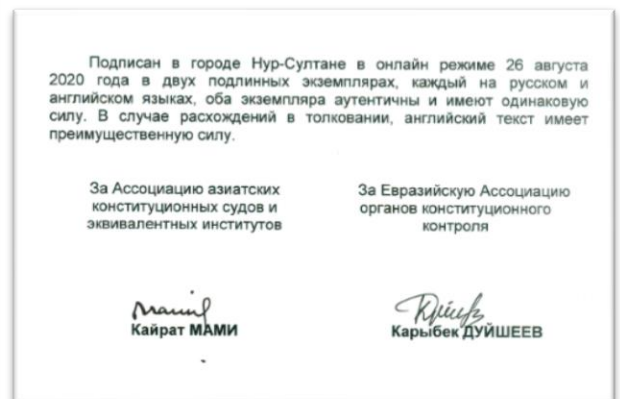 Подписан в городе Нур-Султане в онлайн режиме 26 августа
2020 года в двух подлинных экземплярах, каждый на русском и
английском языках, оба экземпляра аутентичны и имеют одинаковую
силу. В случае расхождений в толковании, английский текст имеет
преимущественную силу.
За Ассоциацию азиатских
конституционных судов и
эквивалентных институтов
За Евразийскую Ассоциацию
органов конституционного
контроля
Кайрат МАМИ
Карыбек ДУЙШЕЕВ